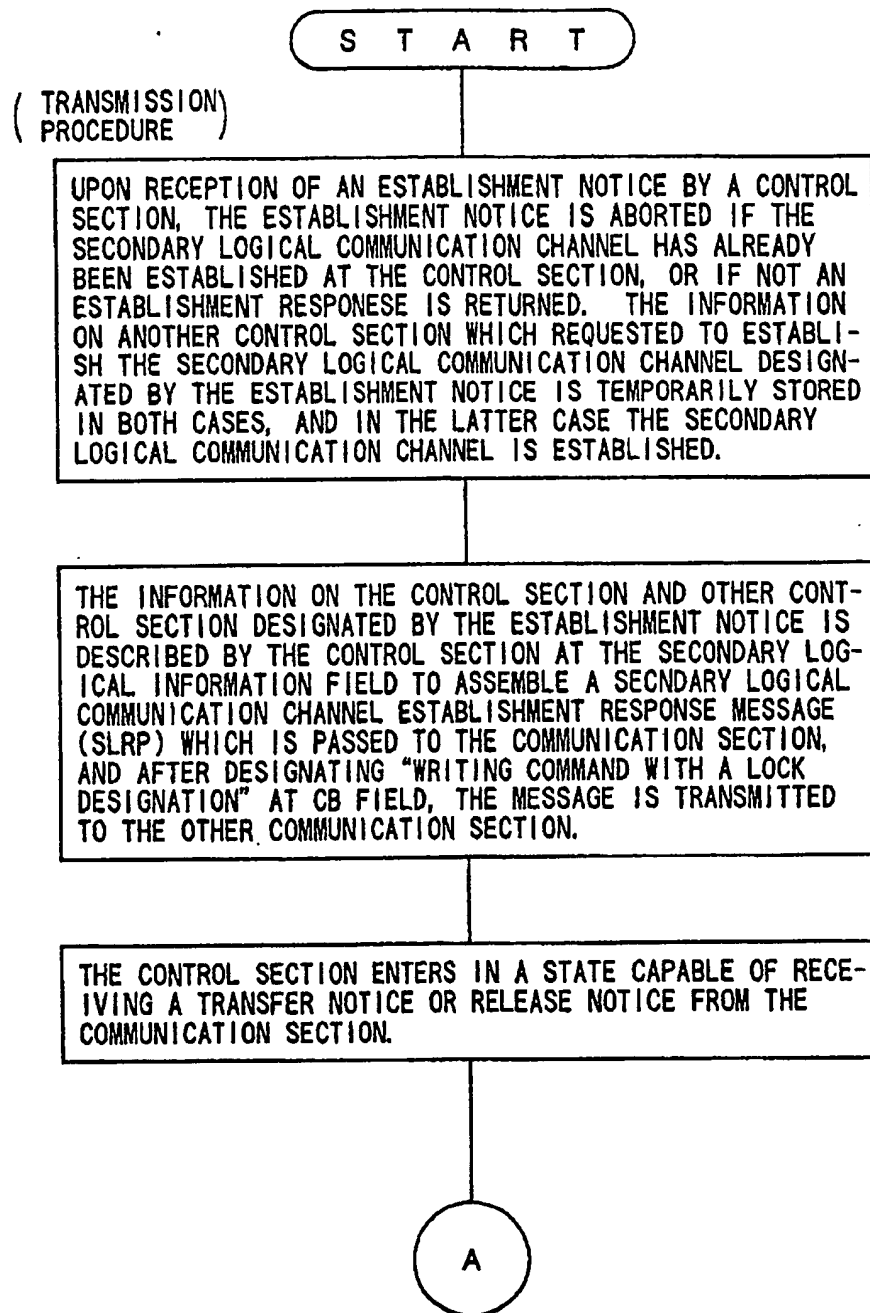 S T A R T
( TRANSMISSION
PROCEDURE )
UPON RECEPTION OF AN ESTABLISHMENT NOTICE BY A CONTROL
SECTION, THE ESTABLISHMENT NOTICE IS ABORTED IF THE
SECONDARY LOGICAL COMMUNICATION CHANNEL HAS ALREADY
BEEN ESTABLISHED AT THE CONTROL SECTION, OR IF NOT AN
ESTABLISHMENT RESPONESE IS RETURNED. THE INFORMATION
ON ANOTHER CONTROL SECTION WHICH REQUESTED TO ESTABLI-
SH THE SECONDARY LOGICAL COMMUNICATION CHANNEL DESIGN-
ATED BY THE ESTABLISHMENT NOTICE IS TEMPORARILY STORED
IN BOTH CASES, AND IN THE LATTER CASE THE SECONDARY
LOGICAL COMMUNICATION CHANNEL IS ESTABLISHED.
THE INFORMATION ON THE CONTROL SECTION AND OTHER CONT-
ROL SECTION DESIGNATED BY THE ESTABLISHMENT NOTICE IS
DESCRIBED BY THE CONTROL SECTION AT THE SECONDARY LOG-
ICAL INFORMATION FIELD TO ASSEMBLE A SECNDARY LOGICAL
COMMUNICATION CHANNEL ESTABLISHMENT RESPONSE MESSAGE
(SLRP) WHICH IS PASSED TO THE COMMUNICATION SECTION,
AND AFTER DESIGNATING “WRITING COMMAND WITH A LOCK
DESIGNATION” AT CB FIELD, THE MESSAGE IS TRANSMITTED
TO THE OTHER COMMUNICATION SECTION.
THE CONTROL SECTION ENTERS IN A STATE CAPABLE OF RECE-
IVING A TRANSFER NOTICE OR RELEASE NOTICE FROM THE
COMMUNICATION SECTION.
A